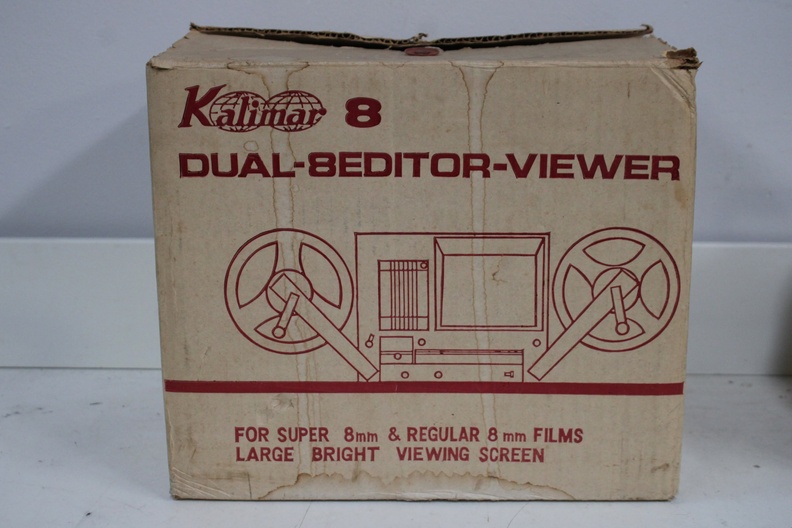 Kalimar 8
DUAL-8EDITOR-VIEWER
FOR SUPER 8mm & REGULAR 8mm FILMS
LARGE BRIGHT VIEWING SCREEN